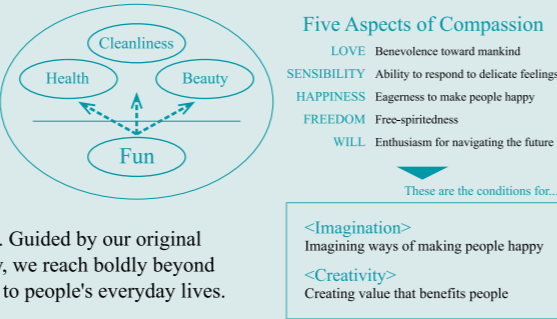 Cleanliness
Health
Beauty
Fun
. Guided by our original
, we reach boldly beyond
to people's everyday lives.
Five Aspects of Compassion
LOVE Benevolence toward mankind
SENSIBILITY Ability to respond to delicate feelings
HAPPINESS Eagerness to make people happy
FREEDOM Free-spiritedness
WILL Enthusiasm for navigating the future
These are the conditions for...
<Imagination>
Imagining ways of making people happy
<Creativity>
Creating value that benefits people